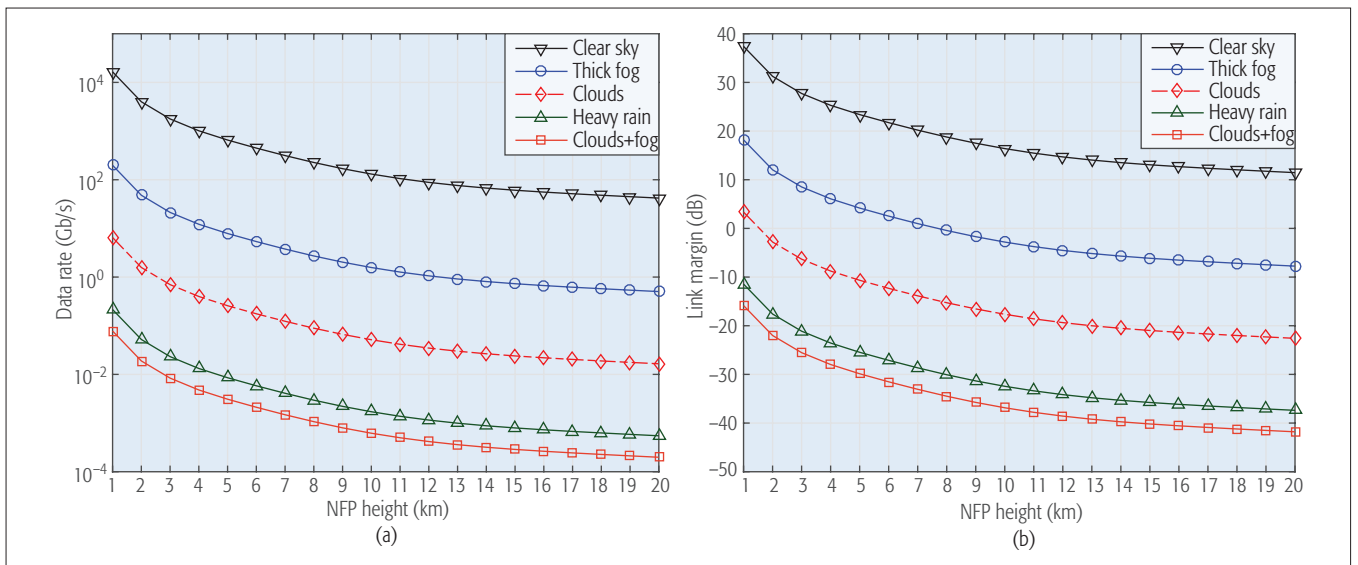 Data rate (Gb/s)
10^4
10^2
10^0
10^−2
10^−4
Clear sky
Thick fog
Clouds
Heavy rain
Clouds+fog
1 2 3 4 5 6 7 8 9 10 11 12 13 14 15 16 17 18 19 20
NFP height (km)
(a)
Link margin (dB)
40
30
20
10
0
−10
−20
−30
−40
−50
Clear sky
Thick fog
Clouds
Heavy rain
Clouds+fog
1 2 3 4 5 6 7 8 9 10 11 12 13 14 15 16 17 18 19 20
NFP height (km)
(b)